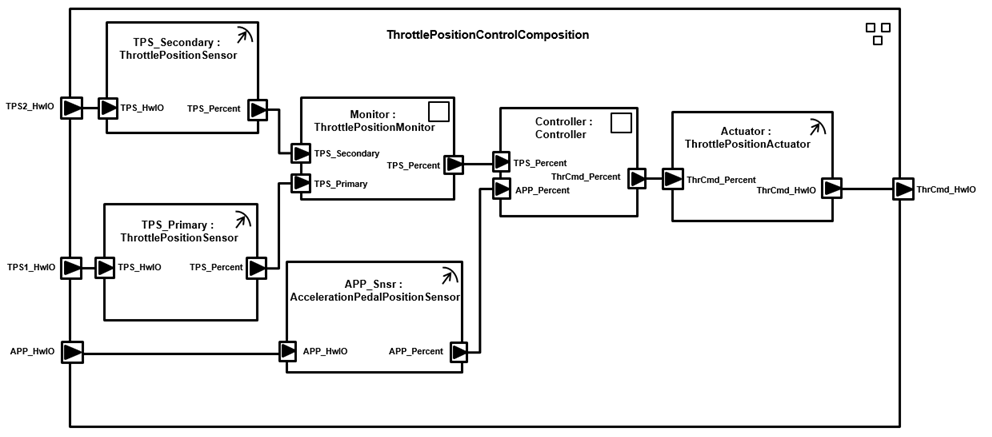 ThrottlePositionControlComposition
TPS_Secondary :
ThrottlePositionSensor
TPS2_HwIO
TPS_HwIO
TPS_Percent
Monitor :
ThrottlePositionMonitor
TPS_Secondary
TPS_Primary
TPS_Percent
Controller :
Controller
TPS_Percent
APP_Percent
ThrCmd_Percent
Actuator :
ThrottlePositionActuator
ThrCmd_Percent
ThrCmd_HwIO
ThrCmd_HwIO
TPS_Primary :
ThrottlePositionSensor
TPS1_HwIO
TPS_HwIO
TPS_Percent
APP_Snsr :
AccelerationPedalPositionSensor
APP_HwIO
APP_HwIO
APP_Percent